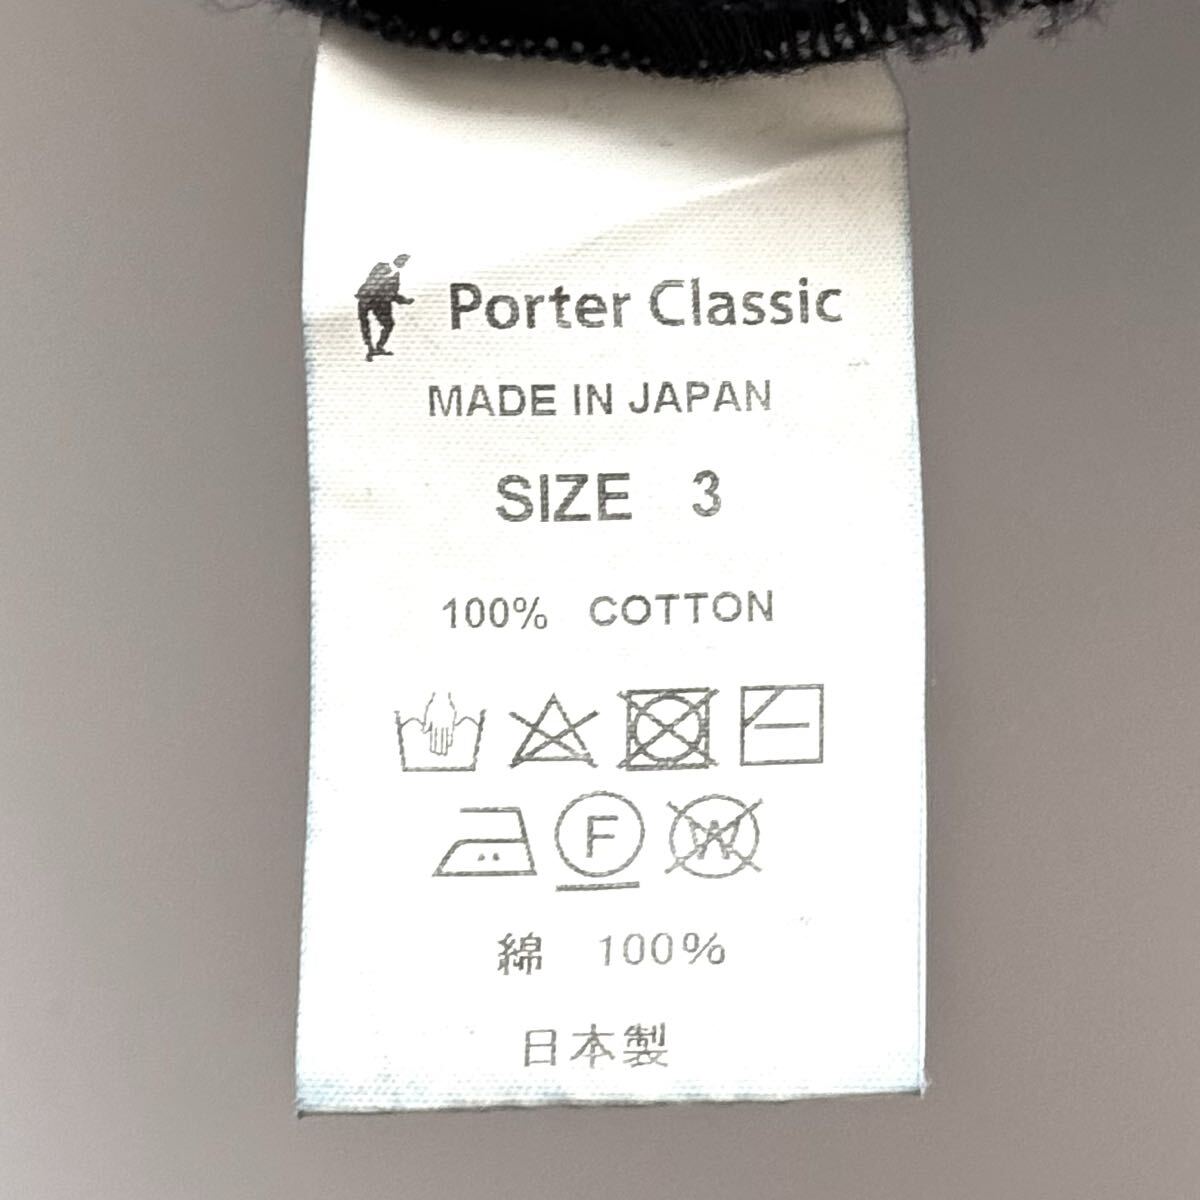 Porter Classic
MADE IN JAPAN
SIZE 3
100% COTTON
F W
綿 100%
日本製